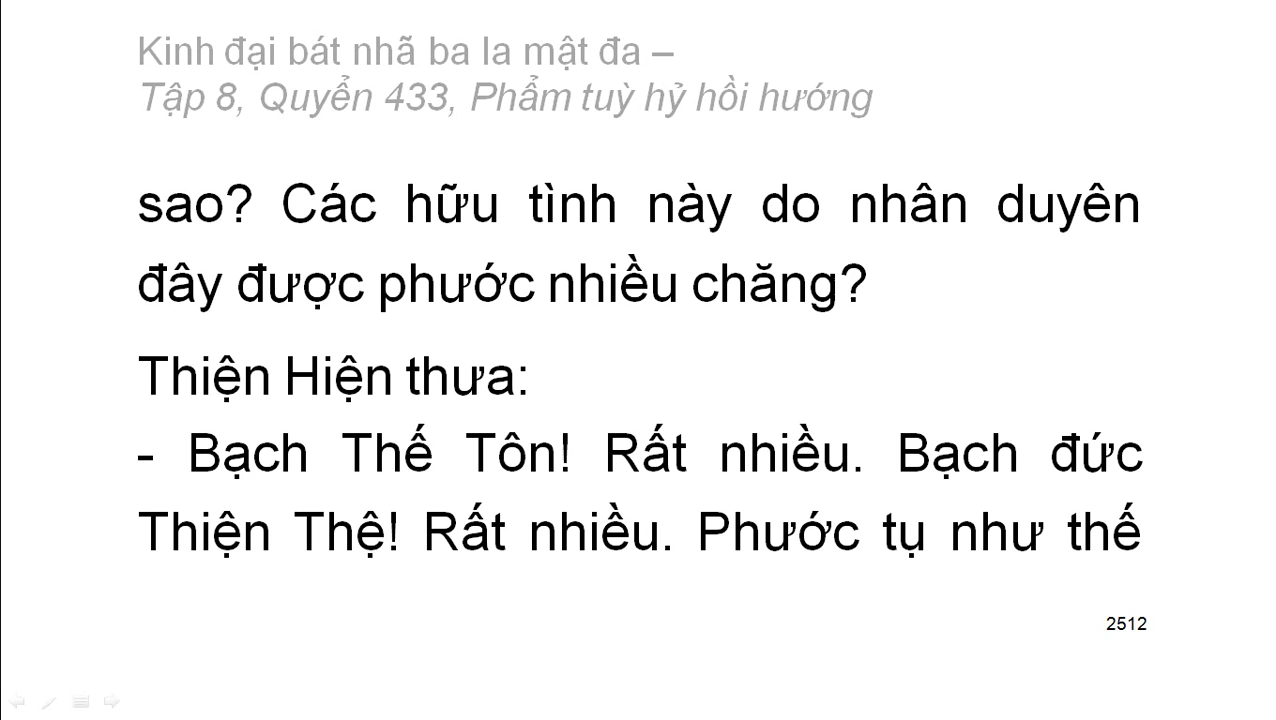 Kinh đại bát nhã ba la mật đa –
Tập 8, Quyển 433, Phẩm tuỳ hỷ hồi hướng
sao? Các hữu tình này do nhân duyên
đây được phước nhiều chăng?
Thiện Hiện thưa:
- Bạch Thế Tôn! Rất nhiều. Bạch đức
Thiện Thệ! Rất nhiều. Phước tụ như thế
2512